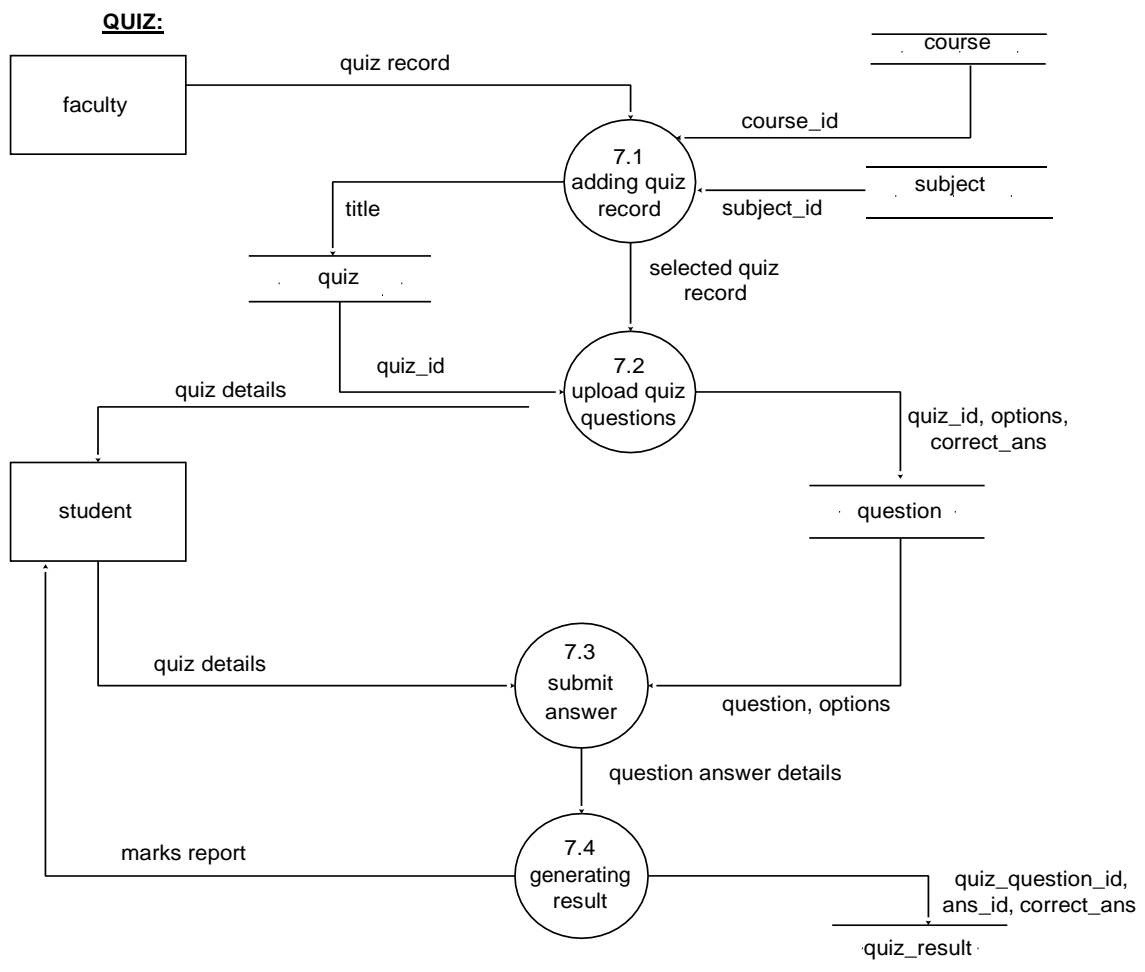 QUIZ:
course
quiz record
faculty
course_id
7.1
adding quiz
record
subject
title
subject_id
selected quiz
record
quiz
7.2
upload quiz
questions
quiz_id
quiz details
quiz_id, options,
correct_ans
student
question
7.3
submit
answer
quiz details
question, options
question answer details
7.4
generating
result
marks report
quiz_question_id,
ans_id, correct_ans
quiz_result